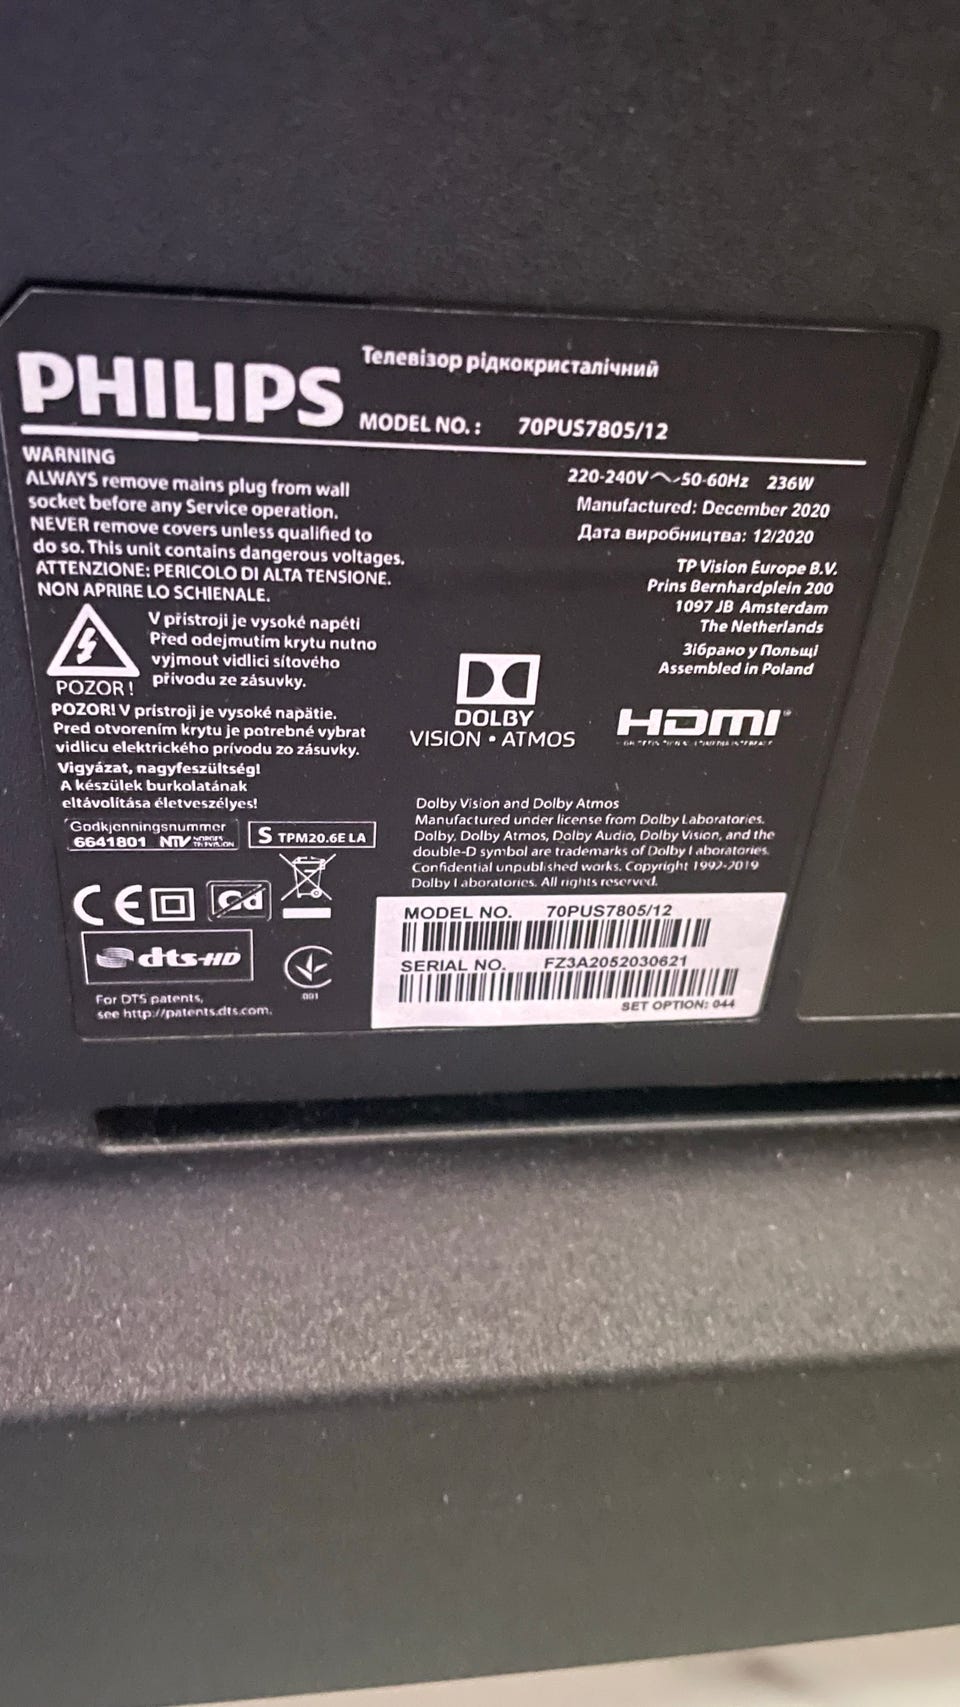 PHILIPS
Телевізор рідкокристалічний
MODEL NO. : 70PUS7805/12
WARNING
ALWAYS remove mains plug from wall
socket before any Service operation.
NEVER remove covers unless qualified to
do so. This unit contains dangerous voltages.
ATTENZIONE: PERICOLO DI ALTA TENSIONE.
NON APRIRE LO SCHIENALE.
V přístroji je vysoké napětí
Před odejmutím krytu nutno
vyjmout vidlici síťového
přívodu ze zásuvky.
POZOR !
POZOR! V prístroji je vysoké napätie.
Pred otvorením krytu je potrebné vybrat
vidlicu elektrického prívodu zo zásuvky.
Vigyázat, nagyfeszültség!
A készülék burkolatának
eltávolítása életveszélyes!
Godkjenningsnummer
6641801 NTV NORGES TELEVISJON
S TPM20.6E LA
CE
Cd
dts-HD
001
For DTS patents,
see http://patents.dts.com.
220-240V~50-60Hz 236W
Manufactured: December 2020
Дата виробництва: 12/2020
TP Vision Europe B.V.
Prins Bernhardplein 200
1097 JB Amsterdam
The Netherlands
Зібрано у Польщі
Assembled in Poland
DOLBY
VISION • ATMOS
HDMI
Dolby Vision and Dolby Atmos
Manufactured under license from Dolby Laboratories.
Dolby, Dolby Atmos, Dolby Audio, Dolby Vision, and the
double-D symbol are trademarks of Dolby Laboratories.
Confidential unpublished works. Copyright 1992-2019
Dolby Laboratories. All rights reserved.
MODEL NO. 70PUS7805/12
SERIAL NO. FZ3A2052030621
SET OPTION: 044